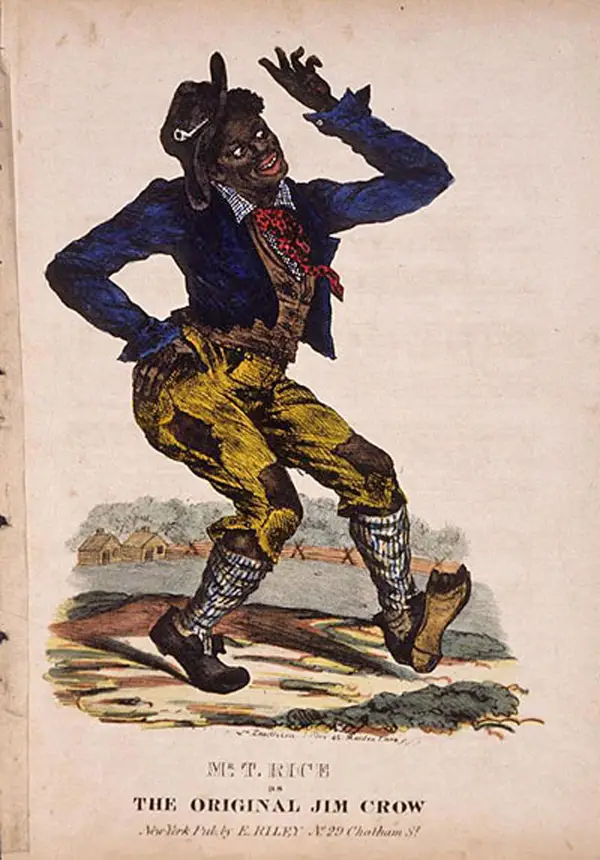 Mr. T. RICE
as
THE ORIGINAL JIM CROW
New York Pub. by E. RILEY No. 29 Chatham St.